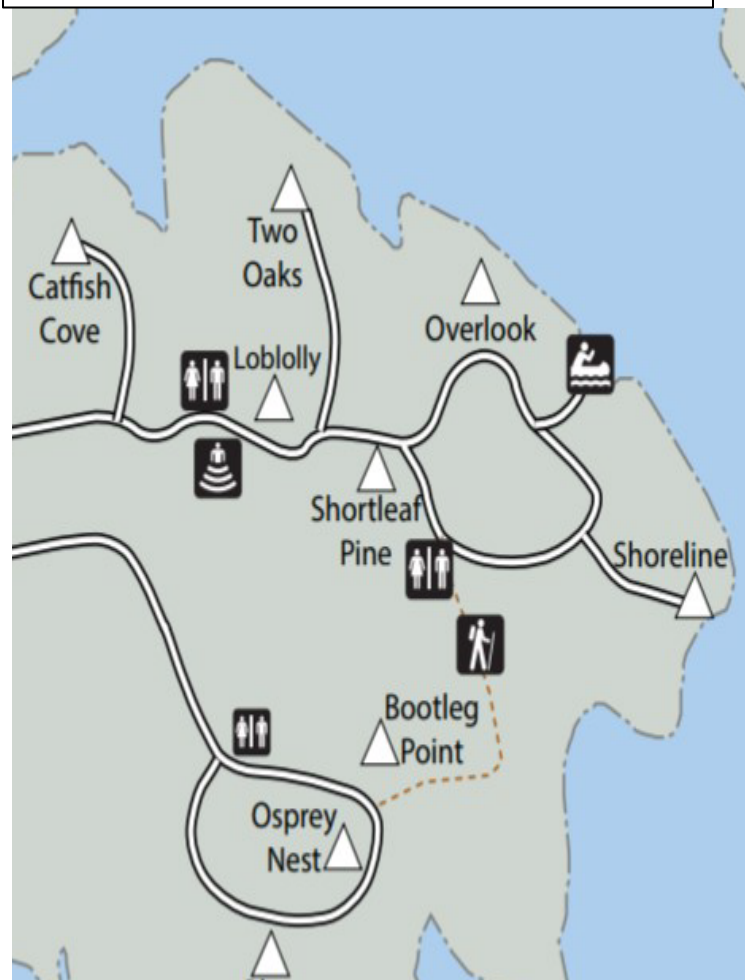 Two
Oaks
Catfish
Cove
Overlook
Loblolly
Shortleaf
Pine
Shoreline
Bootleg
Point
Osprey
Nest